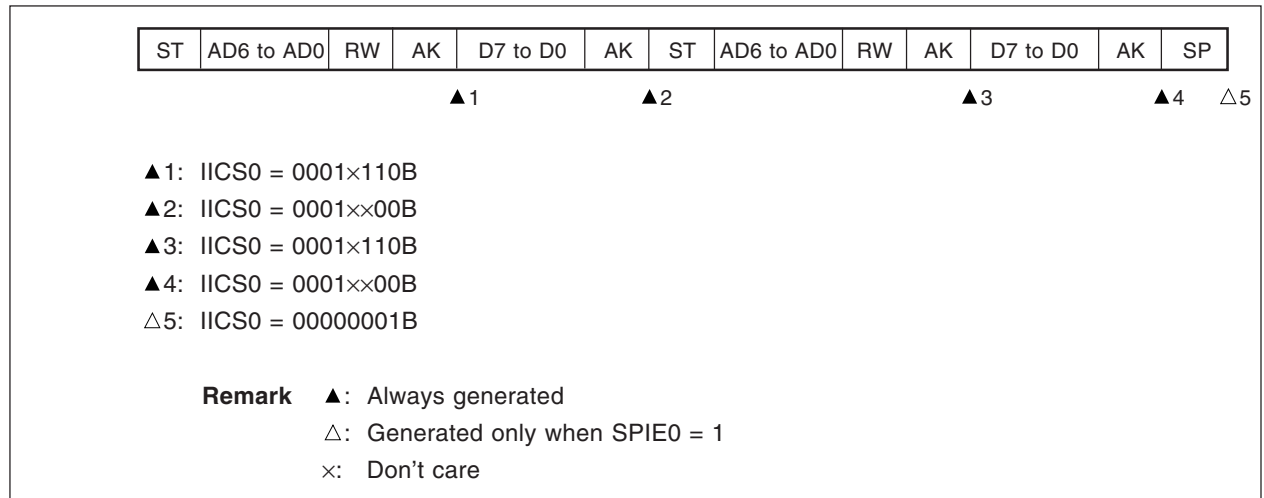 ST AD6 to AD0 RW AK D7 to D0 AK ST AD6 to AD0 RW AK D7 to D0 AK SP
▲1 ▲2 ▲3 ▲4 △5
▲1: IICS0 = 0001×110B
▲2: IICS0 = 0001××00B
▲3: IICS0 = 0001×110B
▲4: IICS0 = 0001××00B
△5: IICS0 = 00000001B
Remark ▲: Always generated
△: Generated only when SPIE0 = 1
×: Don't care